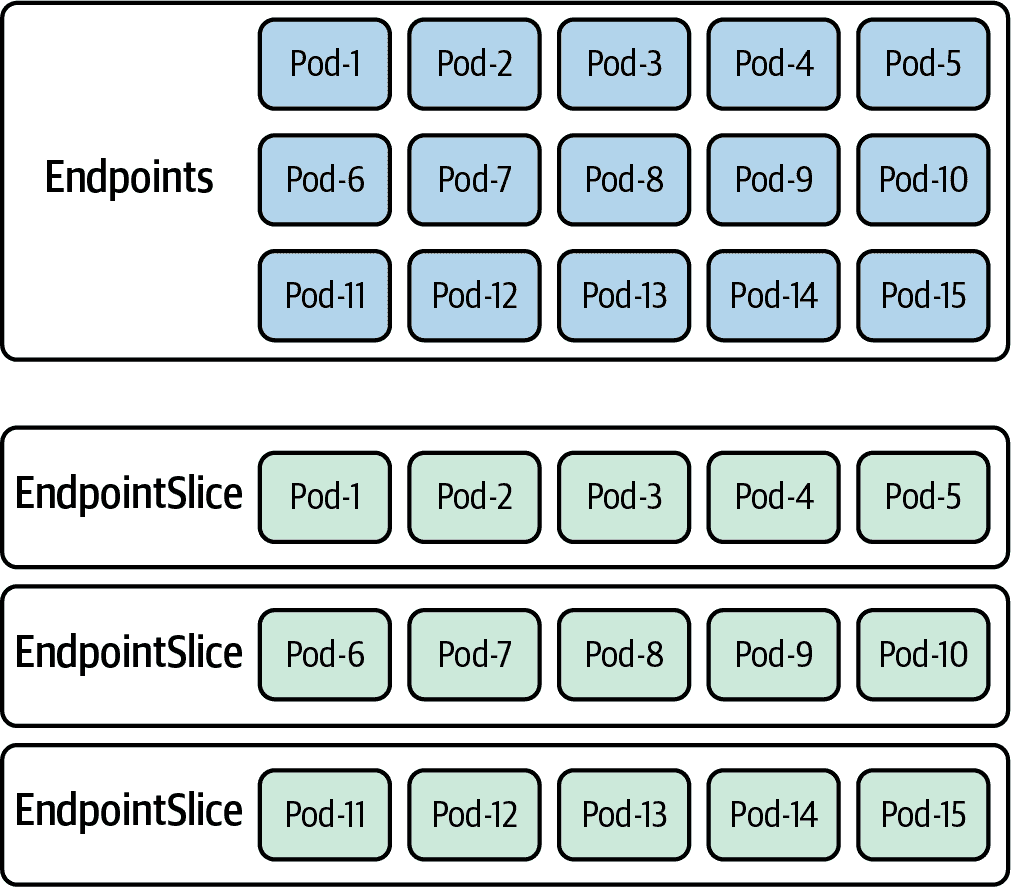 Pod-1 Pod-2 Pod-3 Pod-4 Pod-5
Endpoints Pod-6 Pod-7 Pod-8 Pod-9 Pod-10
Pod-11 Pod-12 Pod-13 Pod-14 Pod-15
EndpointSlice Pod-1 Pod-2 Pod-3 Pod-4 Pod-5
EndpointSlice Pod-6 Pod-7 Pod-8 Pod-9 Pod-10
EndpointSlice Pod-11 Pod-12 Pod-13 Pod-14 Pod-15